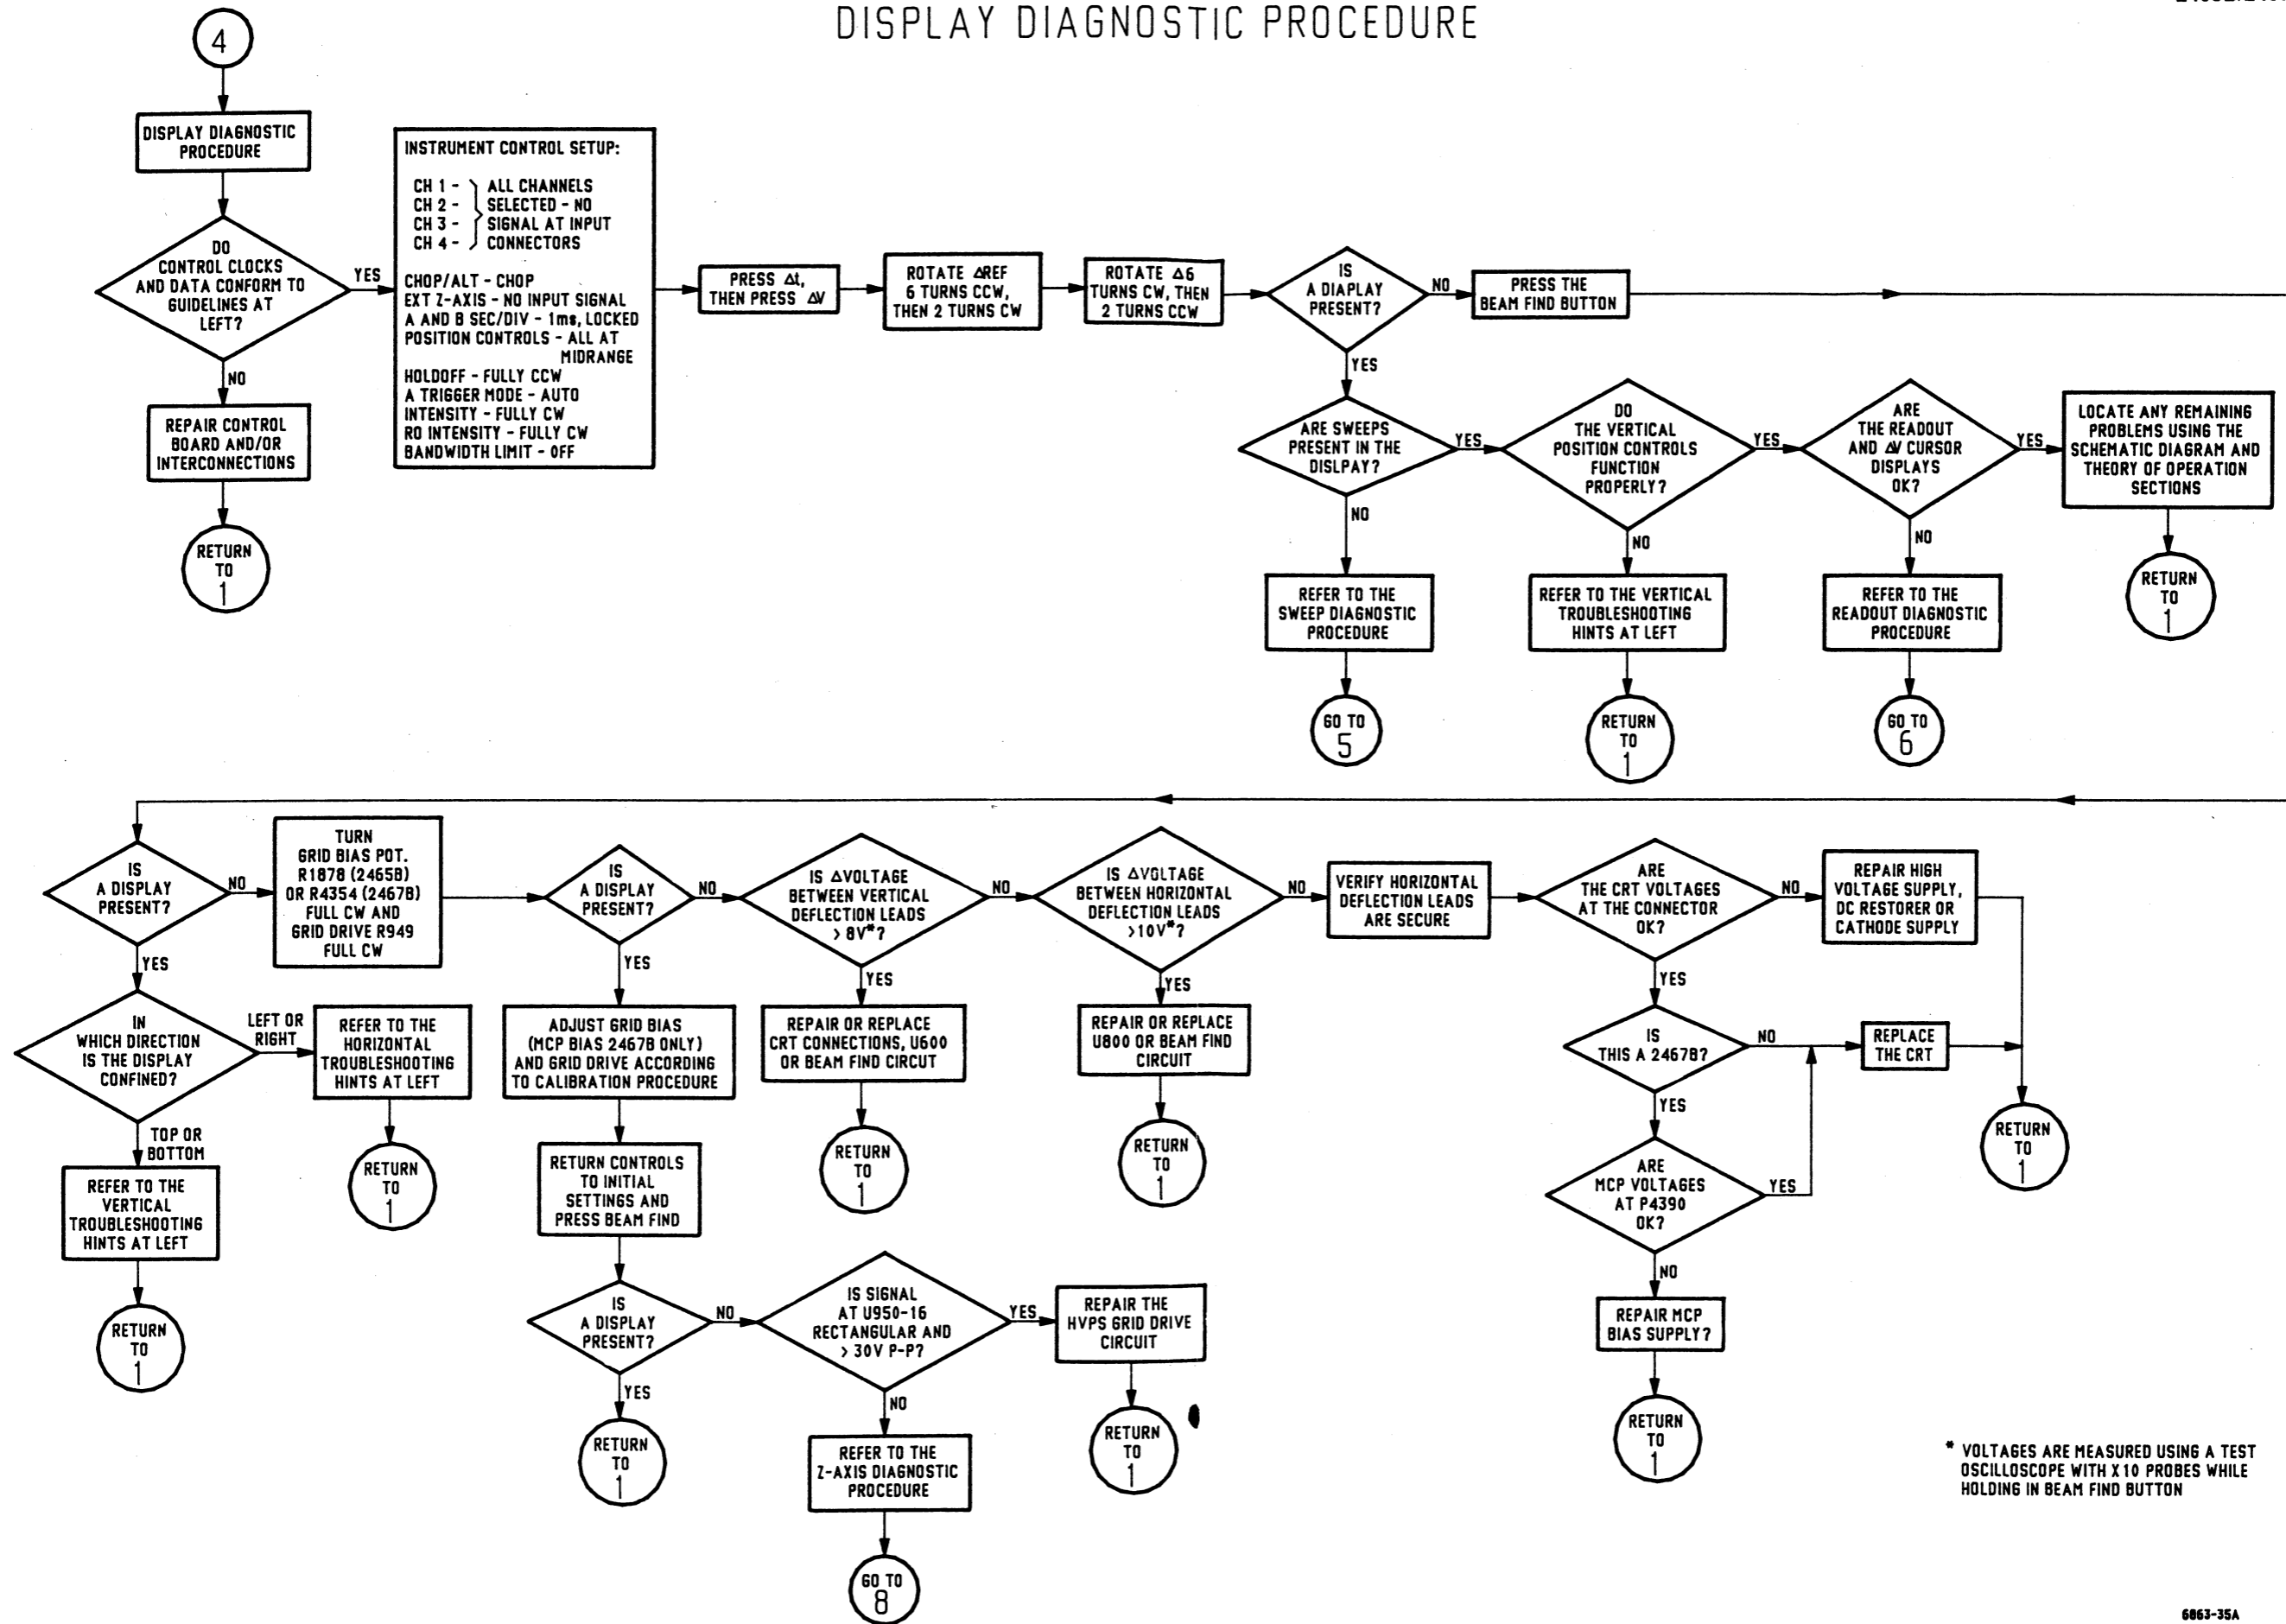 DISPLAY DIAGNOSTIC PROCEDURE
4
DISPLAY DIAGNOSTIC
PROCEDURE
DO
CONTROL CLOCKS
AND DATA CONFORM TO
GUIDELINES AT
LEFT?
YES
NO
REPAIR CONTROL
BOARD AND/OR
INTERCONNECTIONS
RETURN
TO
1
INSTRUMENT CONTROL SETUP:
CH 1 - ALL CHANNELS
CH 2 - SELECTED - NO
CH 3 - SIGNAL AT INPUT
CH 4 - CONNECTORS
CHOP/ALT - CHOP
EXT Z-AXIS - NO INPUT SIGNAL
A AND B SEC/DIV - 1ms, LOCKED
POSITION CONTROLS - ALL AT
MIDRANGE
HOLDOFF - FULLY CCW
A TRIGGER MODE - AUTO
INTENSITY - FULLY CW
RO INTENSITY - FULLY CW
BANDWIDTH LIMIT - OFF
PRESS Δt,
THEN PRESS ΔV
ROTATE ΔREF
6 TURNS CCW,
THEN 2 TURNS CW
ROTATE Δ6
TURNS CW, THEN
2 TURNS CCW
IS
A DIAPLAY
PRESENT?
NO
PRESS THE
BEAM FIND BUTTON
YES
ARE SWEEPS
PRESENT IN THE
DISLPAY?
YES
NO
REFER TO THE
SWEEP DIAGNOSTIC
PROCEDURE
GO TO
5
DO
THE VERTICAL
POSITION CONTROLS
FUNCTION
PROPERLY?
YES
NO
REFER TO THE VERTICAL
TROUBLESHOOTING
HINTS AT LEFT
RETURN
TO
1
ARE
THE READOUT
AND ΔV CURSOR
DISPLAYS
OK?
YES
NO
REFER TO THE
READOUT DIAGNOSTIC
PROCEDURE
GO TO
6
LOCATE ANY REMAINING
PROBLEMS USING THE
SCHEMATIC DIAGRAM AND
THEORY OF OPERATION
SECTIONS
RETURN
TO
1
IS
A DISPLAY
PRESENT?
NO
YES
TURN
GRID BIAS POT.
R1878 (2465B)
OR R4354 (2467B)
FULL CW AND
GRID DRIVE R949
FULL CW
IN
WHICH DIRECTION
IS THE DISPLAY
CONFINED?
LEFT OR
RIGHT
REFER TO THE
HORIZONTAL
TROUBLESHOOTING
HINTS AT LEFT
RETURN
TO
1
TOP OR
BOTTOM
REFER TO THE
VERTICAL
TROUBLESHOOTING
HINTS AT LEFT
RETURN
TO
1
IS
A DISPLAY
PRESENT?
NO
YES
ADJUST GRID BIAS
(MCP BIAS 2467B ONLY)
AND GRID DRIVE ACCORDING
TO CALIBRATION PROCEDURE
RETURN CONTROLS
TO INITIAL
SETTINGS AND
PRESS BEAM FIND
IS
A DISPLAY
PRESENT?
NO
YES
RETURN
TO
1
IS SIGNAL
AT U950-16
RECTANGULAR AND
> 30V P-P?
YES
NO
REPAIR THE
HVPS GRID DRIVE
CIRCUIT
RETURN
TO
1
REFER TO THE
Z-AXIS DIAGNOSTIC
PROCEDURE
GO TO
8
IS ΔVOLTAGE
BETWEEN VERTICAL
DEFLECTION LEADS
> 8V*?
NO
YES
REPAIR OR REPLACE
CRT CONNECTIONS, U600
OR BEAM FIND CIRCUT
RETURN
TO
1
IS ΔVOLTAGE
BETWEEN HORIZONTAL
DEFLECTION LEADS
>10V*?
NO
YES
REPAIR OR REPLACE
U800 OR BEAM FIND
CIRCUIT
RETURN
TO
1
VERIFY HORIZONTAL
DEFLECTION LEADS
ARE SECURE
ARE
THE CRT VOLTAGES
AT THE CONNECTOR
OK?
NO
YES
REPAIR HIGH
VOLTAGE SUPPLY,
DC RESTORER OR
CATHODE SUPPLY
IS
THIS A 2467B?
NO
YES
REPLACE
THE CRT
RETURN
TO
1
ARE
MCP VOLTAGES
AT P4390
OK?
YES
NO
REPAIR MCP
BIAS SUPPLY?
RETURN
TO
1
* VOLTAGES ARE MEASURED USING A TEST
OSCILLOSCOPE WITH X10 PROBES WHILE
HOLDING IN BEAM FIND BUTTON
6863-35A